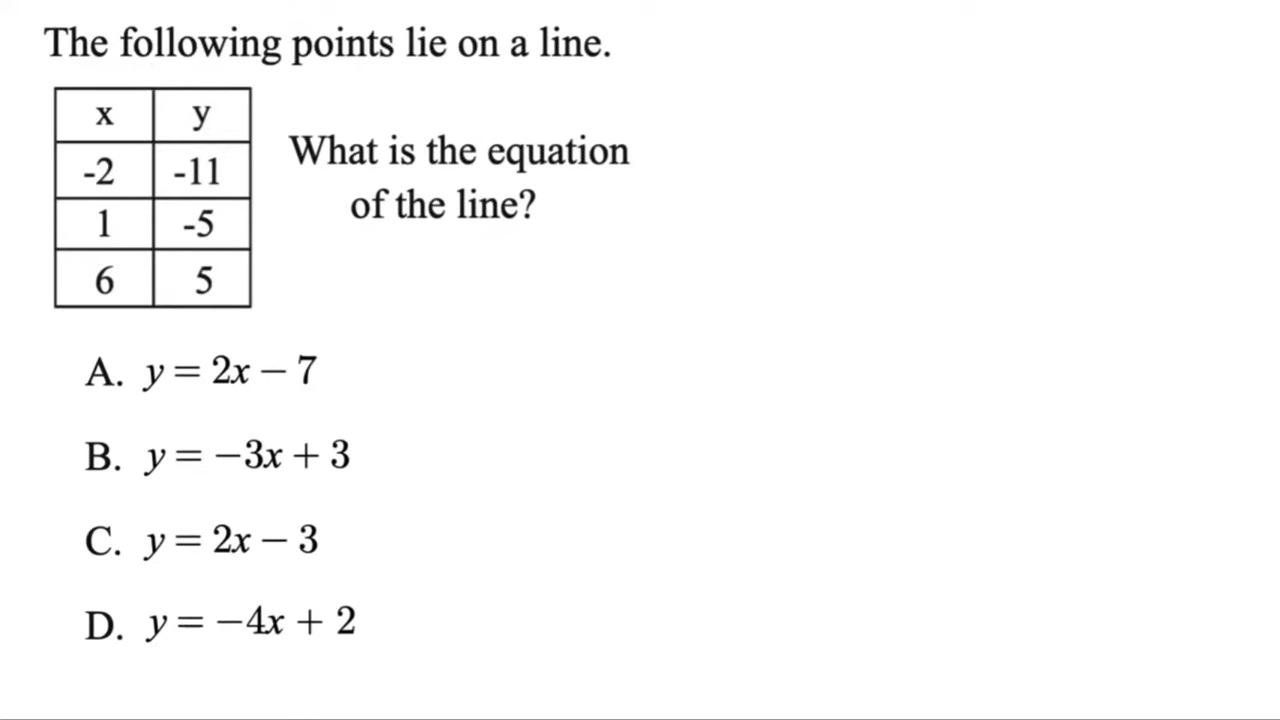 The following points lie on a line.
x y
-2 -11
1 -5
6 5
What is the equation
of the line?
A. y = 2x − 7
B. y = −3x + 3
C. y = 2x − 3
D. y = −4x + 2